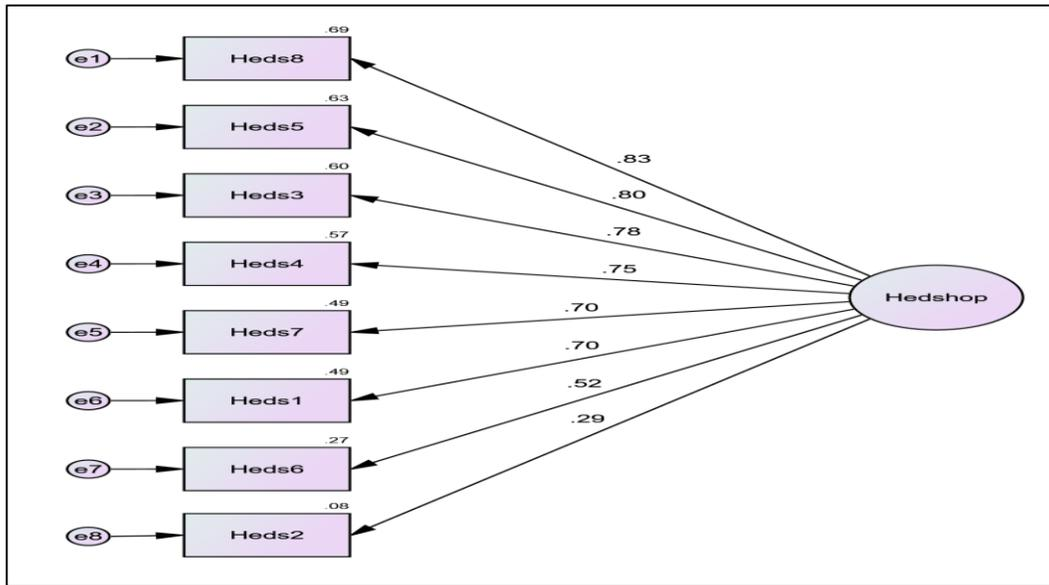 .69
e1 Heds8
.63
e2 Heds5
.83
.60
e3 Heds3
.80
.78
.57
e4 Heds4
.75
Hedshop
.49
e5 Heds7
.70
.70
.49
e6 Heds1
.52
.29
.27
e7 Heds6
.08
e8 Heds2